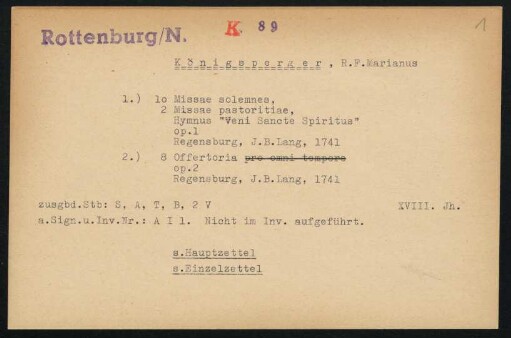 Rottenburg/N. K. 89 1
Königsperger, R.P.Marianus
1.) 1o Missae solemnes,
2 Missae pastoritiae,
Hymnus "Veni Sancte Spiritus"
op.1
Regensburg, J.B.Lang, 1741
2.) 8 Offertoria pro omni tempore
op.2
Regensburg, J.B.Lang, 1741
zusgbd.Stb: S, A, T, B, 2 V XVIII. Jh.
a.Sign.u.Inv.Nr.: A I 1. Nicht im Inv. aufgeführt.
s.Hauptzettel
s.Einzelzettel